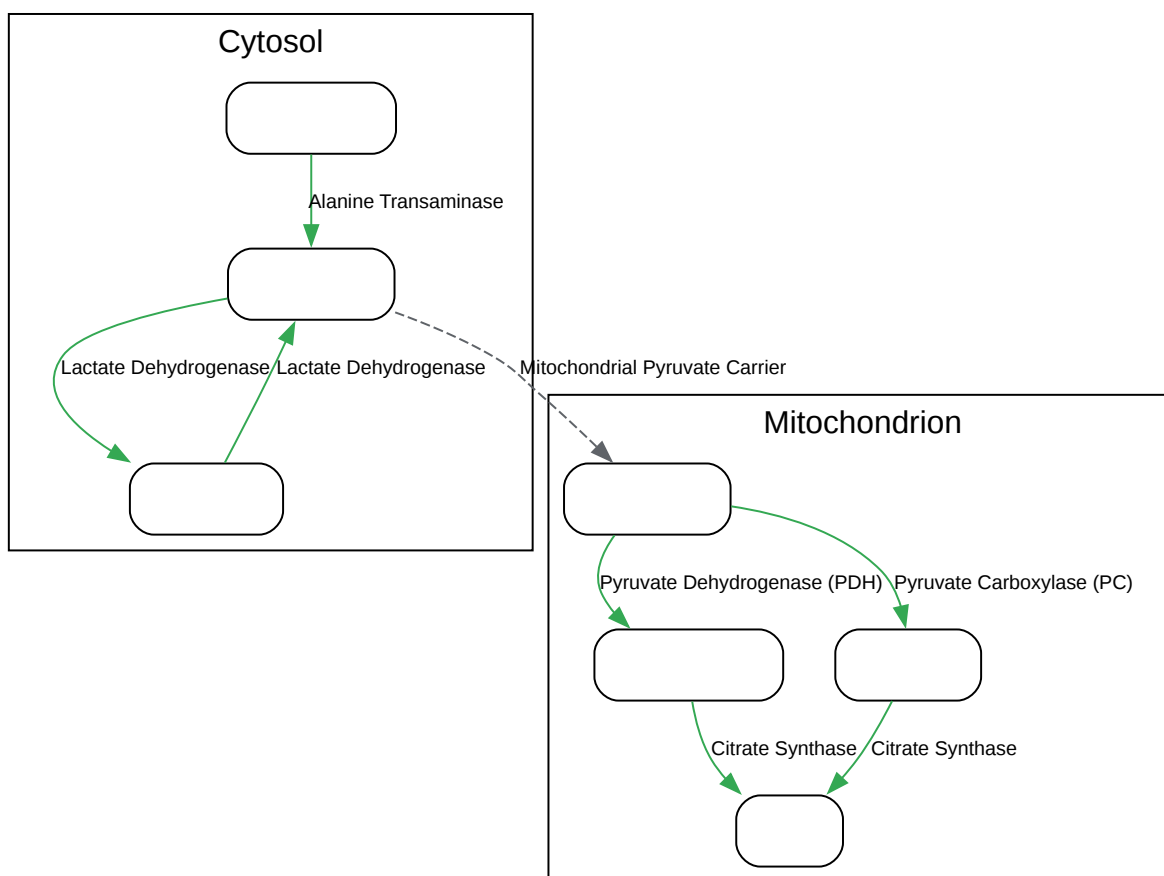 Cytosol
Alanine Transaminase
Lactate Dehydrogenase
Lactate Dehydrogenase
Mitochondrial Pyruvate Carrier
Mitochondrion
Pyruvate Dehydrogenase (PDH)
Pyruvate Carboxylase (PC)
Citrate Synthase
Citrate Synthase